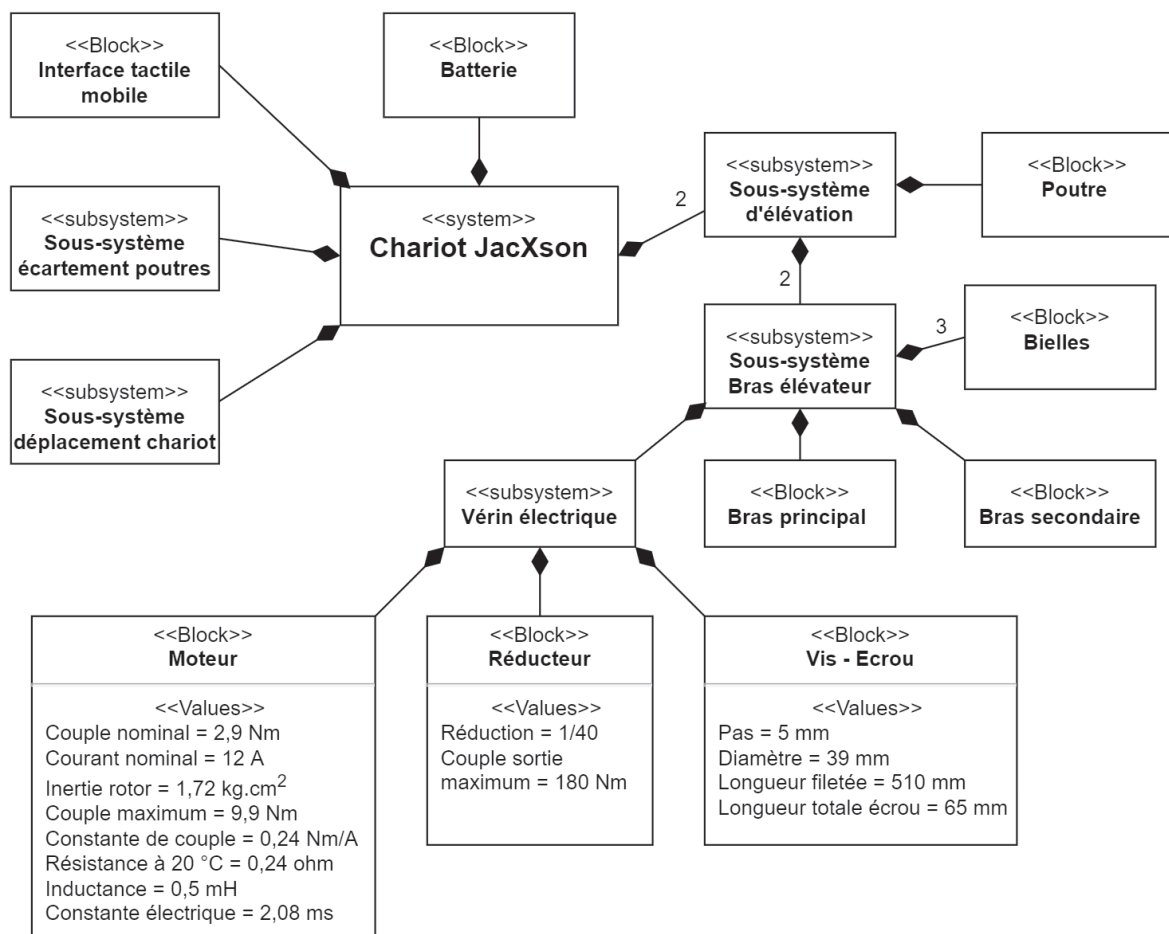 <<Block>>
Interface tactile
mobile
<<Block>>
Batterie
<<subsystem>>
Sous-système
écartement poutres
<<system>>
Chariot JacXson
2
<<subsystem>>
Sous-système
d'élévation
<<Block>>
Poutre
2
<<subsystem>>
Sous-système
déplacement chariot
<<subsystem>>
Sous-système
Bras élévateur
3
<<Block>>
Bielles
<<subsystem>>
Vérin électrique
<<Block>>
Bras principal
<<Block>>
Bras secondaire
<<Block>>
Moteur
<<Values>>
Couple nominal = 2,9 Nm
Courant nominal = 12 A
Inertie rotor = 1,72 kg.cm²
Couple maximum = 9,9 Nm
Constante de couple = 0,24 Nm/A
Résistance à 20 °C = 0,24 ohm
Inductance = 0,5 mH
Constante électrique = 2,08 ms
<<Block>>
Réducteur
<<Values>>
Réduction = 1/40
Couple sortie
maximum = 180 Nm
<<Block>>
Vis - Ecrou
<<Values>>
Pas = 5 mm
Diamètre = 39 mm
Longueur filetée = 510 mm
Longueur totale écrou = 65 mm